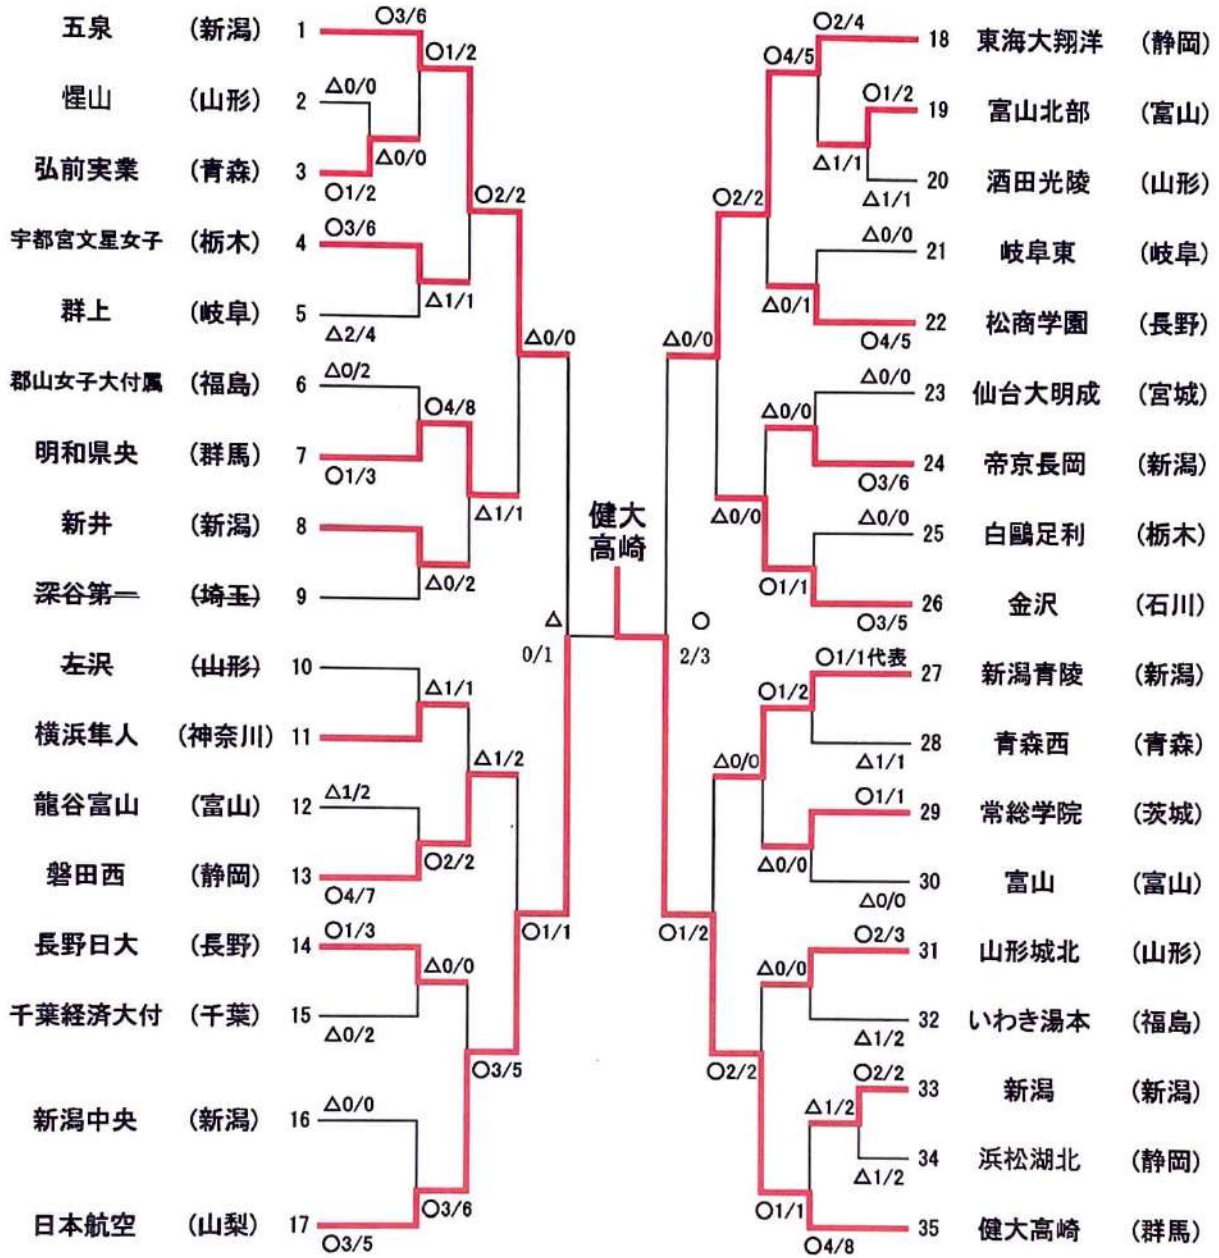 五泉 (新潟) 1 ○3/6
○1/2
惺山 (山形) 2 △0/0
△0/0
弘前実業 (青森) 3 ○1/2
○2/2
宇都宮文星女子 (栃木) 4 ○3/6
△1/1
群上 (岐阜) 5 △2/4
△0/0
郡山女子大付属 (福島) 6 △0/2
○4/8
明和県央 (群馬) 7 ○1/3
△1/1
新井 (新潟) 8
△0/2
深谷第一 (埼玉) 9
左沢 (山形) 10
△1/1
横浜隼人 (神奈川) 11
△1/2
龍谷富山 (富山) 12 △1/2
○2/2
磐田西 (静岡) 13 ○4/7
○1/1
長野日大 (長野) 14 ○1/3
△0/0
千葉経済大付 (千葉) 15 △0/2
○3/5
新潟中央 (新潟) 16 △0/0
○3/6
日本航空 (山梨) 17 ○3/5
健大
高崎
△ ○
0/1 2/3
○2/4 18 東海大翔洋 (静岡)
○4/5
○1/2 19 富山北部 (富山)
△1/1
△1/1 20 酒田光陵 (山形)
○2/2
△0/0 21 岐阜東 (岐阜)
△0/1
○4/5 22 松商学園 (長野)
△0/0
△0/0 23 仙台大明成 (宮城)
△0/0
○3/6 24 帝京長岡 (新潟)
△0/0
△0/0 25 白鷗足利 (栃木)
○1/1
○3/5 26 金沢 (石川)
○1/1代表 27 新潟青陵 (新潟)
○1/2
△1/1 28 青森西 (青森)
△0/0
○1/1 29 常総学院 (茨城)
△0/0
△0/0 30 富山 (富山)
○1/2
○2/3 31 山形城北 (山形)
△0/0
△1/2 32 いわき湯本 (福島)
○2/2
○2/2 33 新潟 (新潟)
△1/2
△1/2 34 浜松湖北 (静岡)
○1/1
○4/8 35 健大高崎 (群馬)